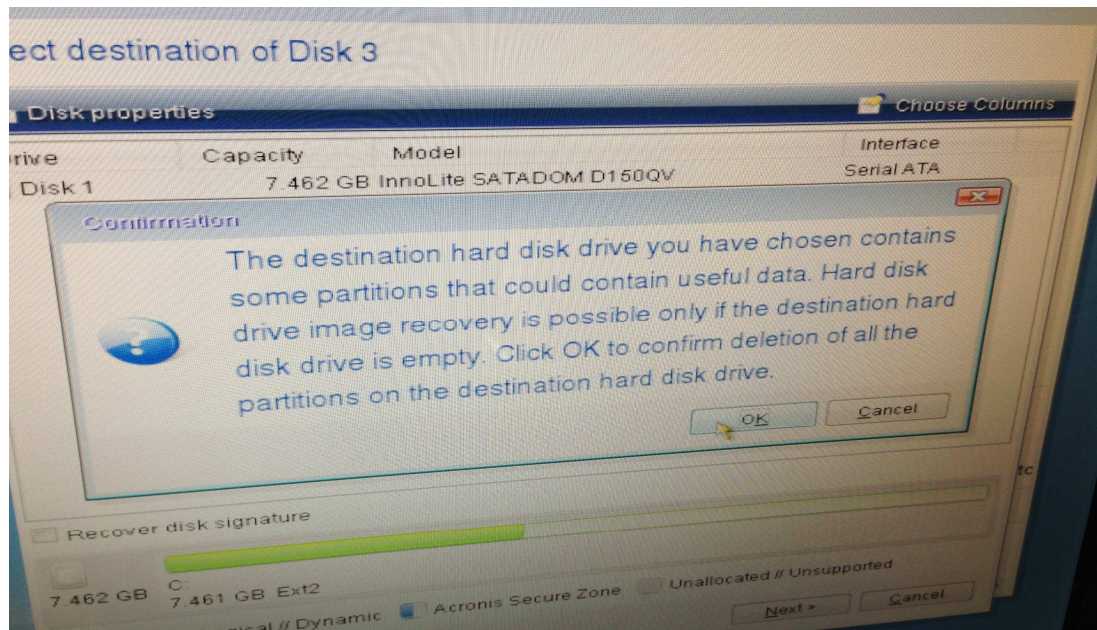 ect destination of Disk 3
Disk properties
Choose Columns
rive Capacity Model Interface
Disk 1 7.462 GB InnoLite SATADOM D150QV Serial ATA
Confirmation
The destination hard disk drive you have chosen contains
some partitions that could contain useful data. Hard disk
drive image recovery is possible only if the destination hard
disk drive is empty. Click OK to confirm deletion of all the
partitions on the destination hard disk drive.
OK Cancel
tc
Recover disk signature
C:
7.462 GB 7.461 GB Ext2
ical // Dynamic Acronis Secure Zone Unallocated // Unsupported
Next > Cancel